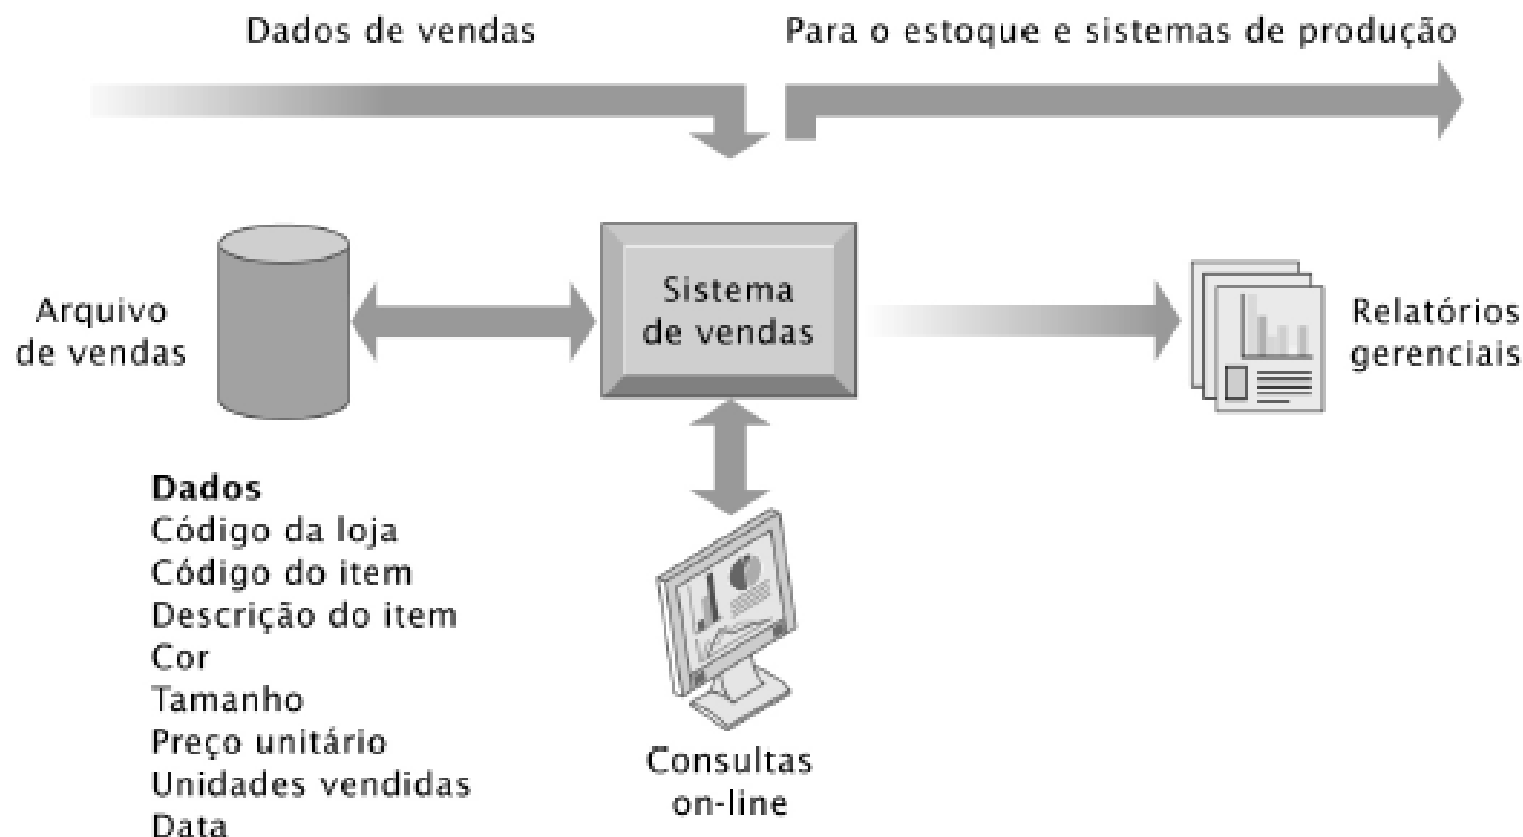 Dados de vendas
Para o estoque e sistemas de produção
Arquivo
de vendas
Sistema
de vendas
Relatórios
gerenciais
Dados
Código da loja
Código do item
Descrição do item
Cor
Tamanho
Preço unitário
Unidades vendidas
Data
Consultas
on-line